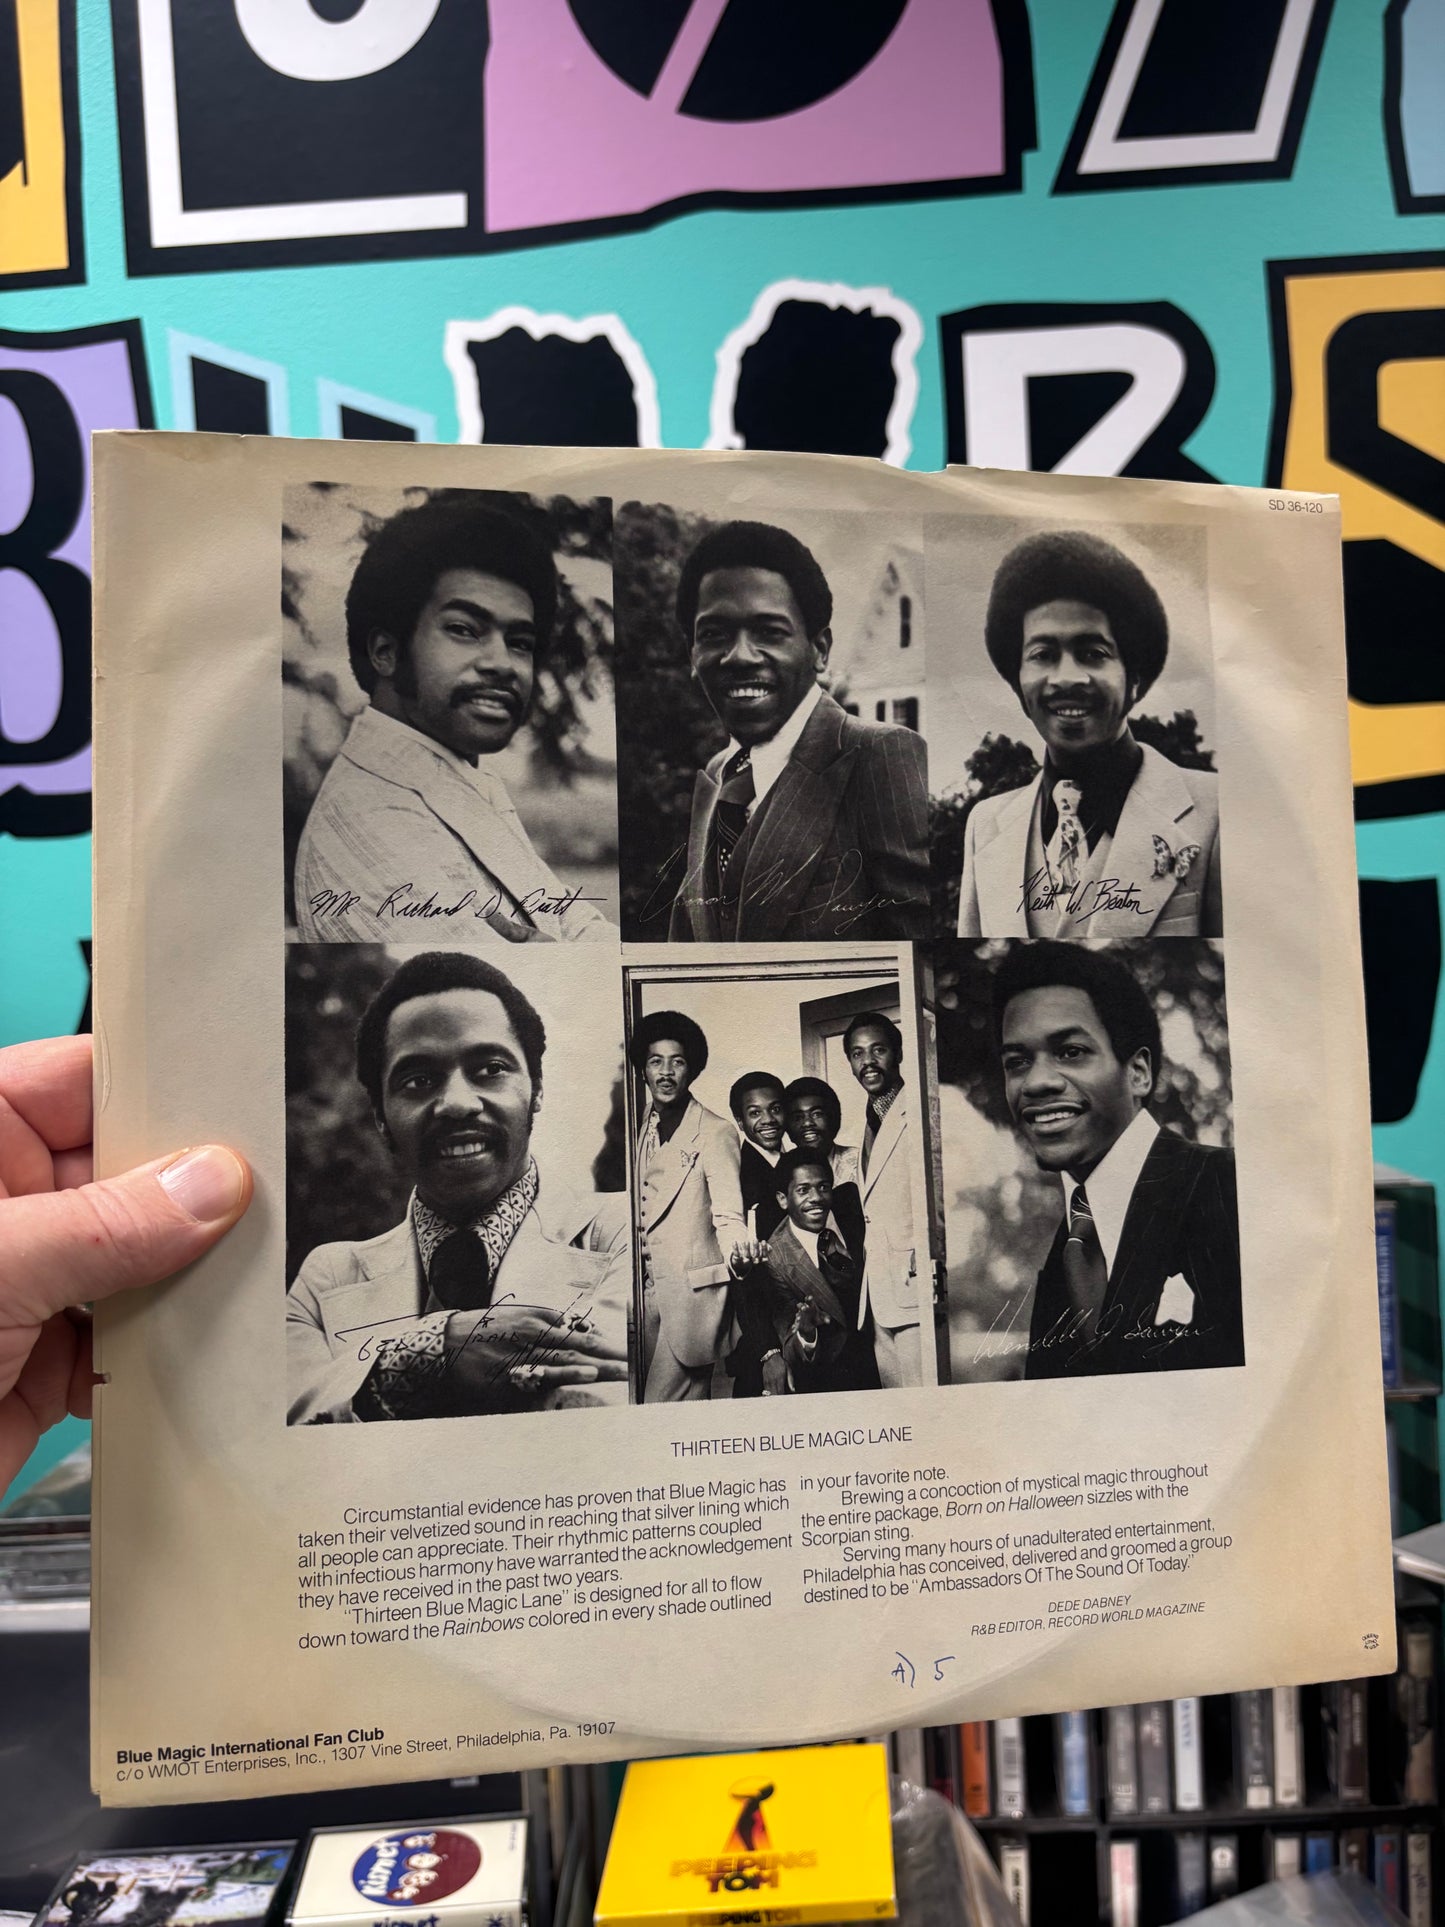 SD 36-120
Mr Richard D. Pratt
Vernon W. Sawyer
Keith W. Beaton
Ted
Wendell J. Sawyer
THIRTEEN BLUE MAGIC LANE
Circumstantial evidence has proven that Blue Magic has
taken their velvetized sound in reaching that silver lining which
all people can appreciate. Their rhythmic patterns coupled
with infectious harmony have warranted the acknowledgement
they have received in the past two years.
"Thirteen Blue Magic Lane" is designed for all to flow
down toward the Rainbows colored in every shade outlined
in your favorite note.
Brewing a concoction of mystical magic throughout
the entire package, Born on Halloween sizzles with the
Scorpian sting.
Serving many hours of unadulterated entertainment,
Philadelphia has conceived, delivered and groomed a group
destined to be "Ambassadors Of The Sound Of Today."
DEDE DABNEY
R&B EDITOR, RECORD WORLD MAGAZINE
A) 5
Blue Magic International Fan Club
c/o WMOT Enterprises, Inc., 1307 Vine Street, Philadelphia, Pa. 19107
kismet
kismet
PEEPING
TOM
PEEPING TOM